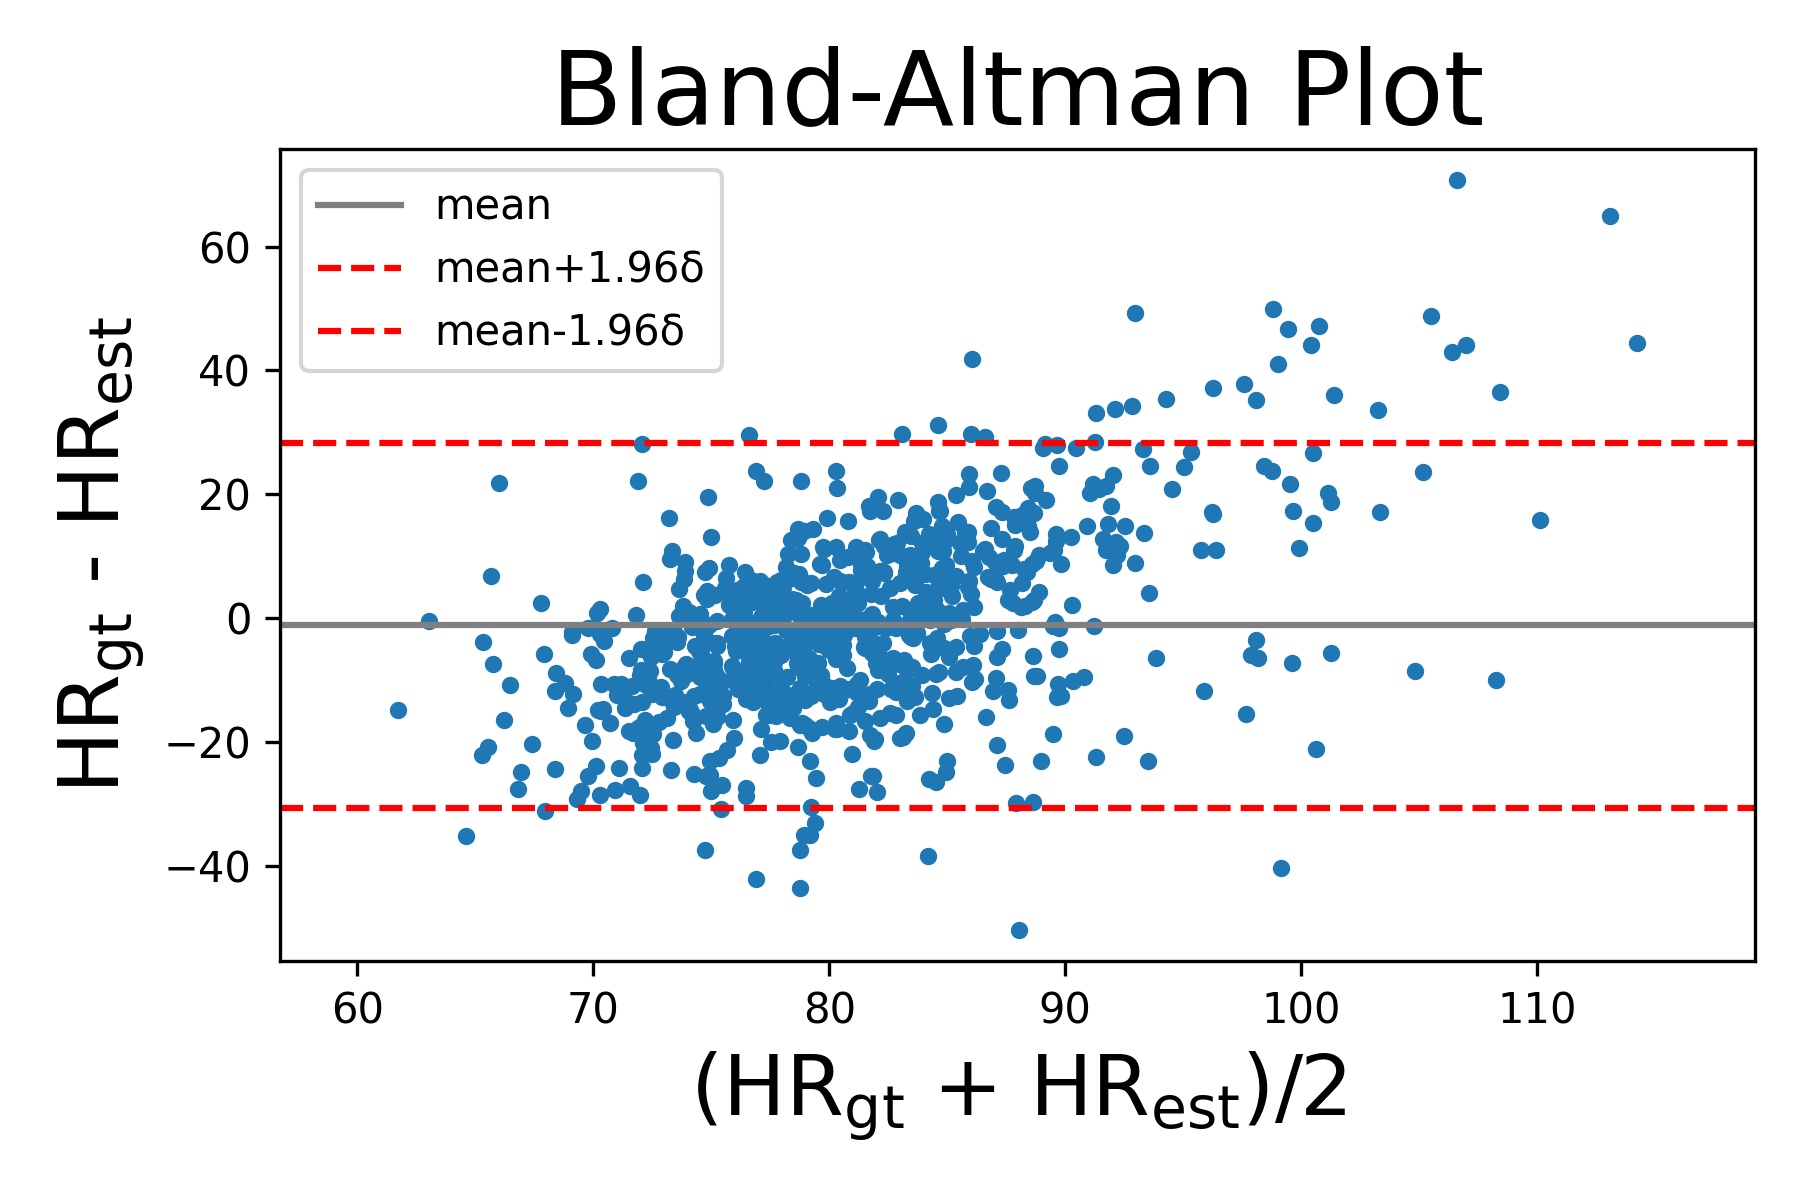 Bland-Altman Plot
mean
mean+1.96δ
mean-1.96δ
60
40
20
0
−20
−40
HRgt - HRest
60 70 80 90 100 110
(HRgt + HRest)/2